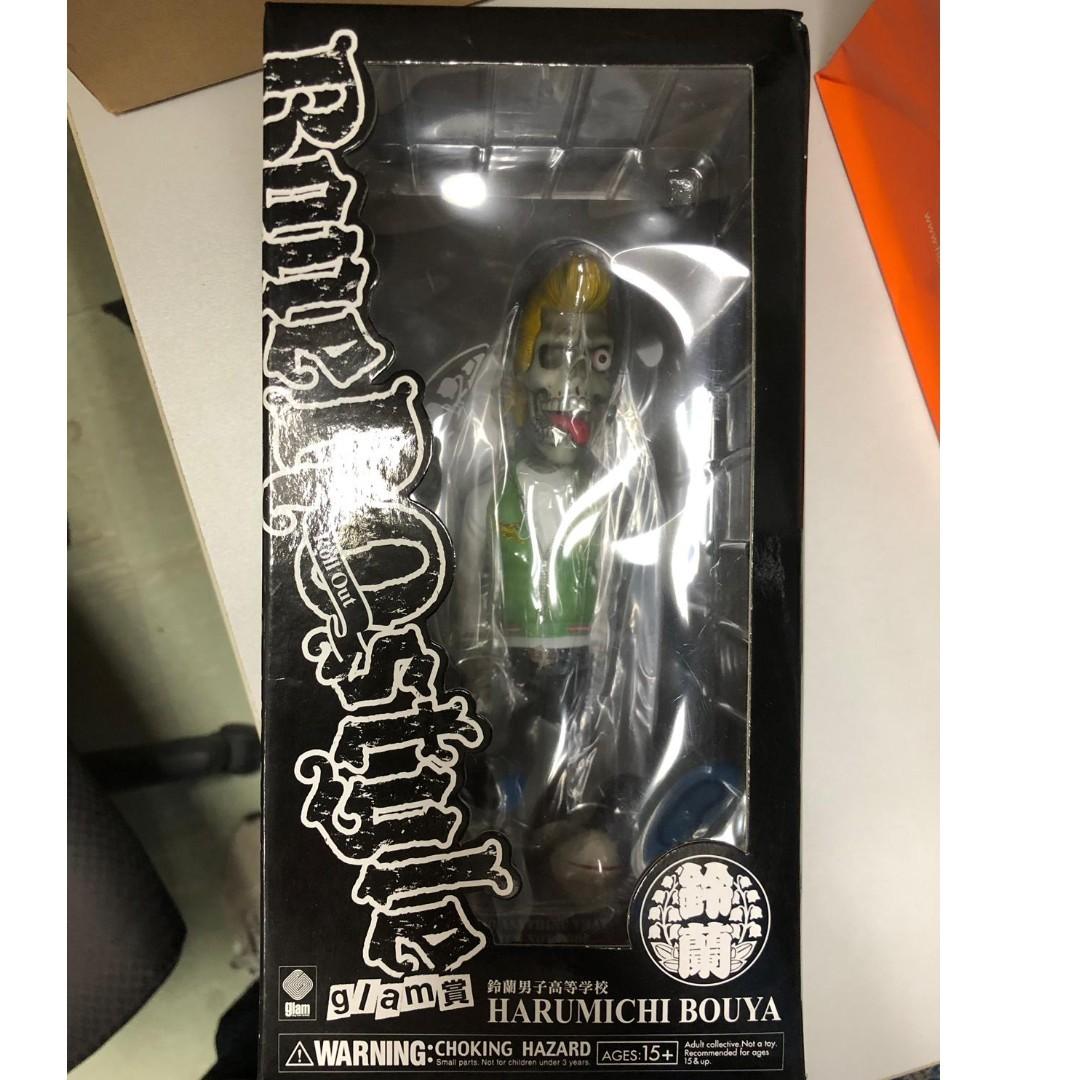 Rune Postyle
Roll Out
鈴蘭
glam
glam賞
鈴蘭男子高等学校
HARUMICHI BOUYA
WARNING: CHOKING HAZARD
Small parts. Not for children under 3 years.
AGES: 15+
Adult collective. Not a toy.
Recommended for ages
15 & up.